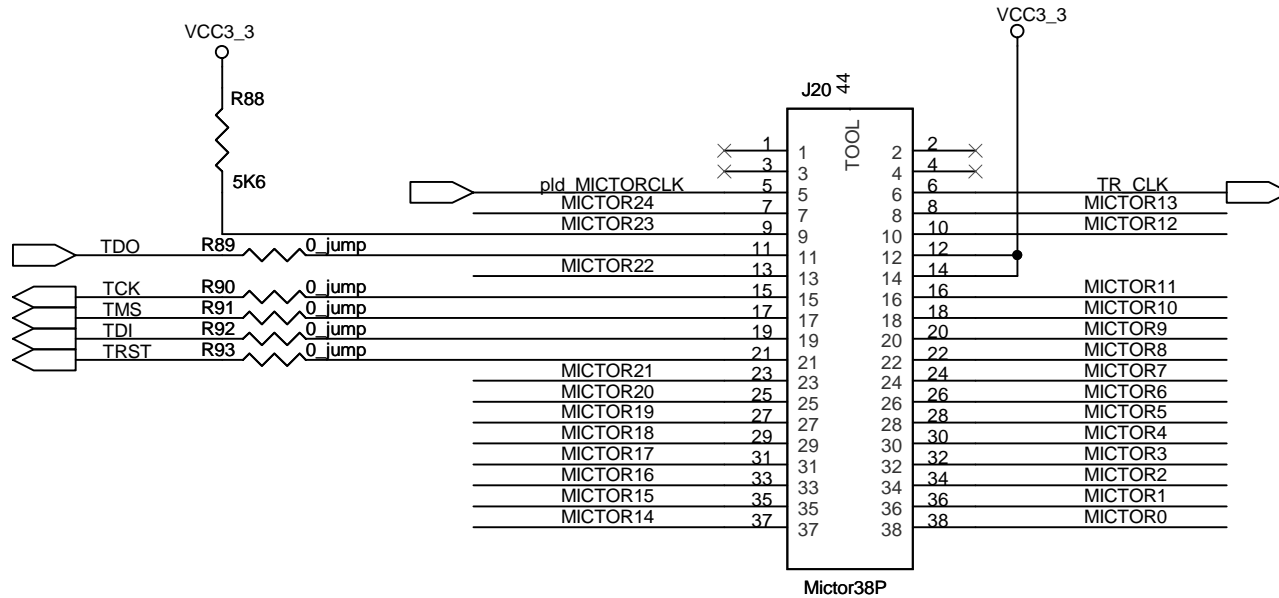 VCC3_3
VCC3_3
R88
5K6
J20
44
TOOL
1 1 2 2
3 3 4 4
pld_MICTORCLK 5 5 6 6 TR_CLK
MICTOR24 7 7 8 8 MICTOR13
MICTOR23 9 9 10 10 MICTOR12
TDO R89 0_jump 11 11 12 12
MICTOR22 13 13 14 14
TCK R90 0_jump 15 15 16 16 MICTOR11
TMS R91 0_jump 17 17 18 18 MICTOR10
TDI R92 0_jump 19 19 20 20 MICTOR9
TRST R93 0_jump 21 21 22 22 MICTOR8
MICTOR21 23 23 24 24 MICTOR7
MICTOR20 25 25 26 26 MICTOR6
MICTOR19 27 27 28 28 MICTOR5
MICTOR18 29 29 30 30 MICTOR4
MICTOR17 31 31 32 32 MICTOR3
MICTOR16 33 33 34 34 MICTOR2
MICTOR15 35 35 36 36 MICTOR1
MICTOR14 37 37 38 38 MICTOR0
Mictor38P